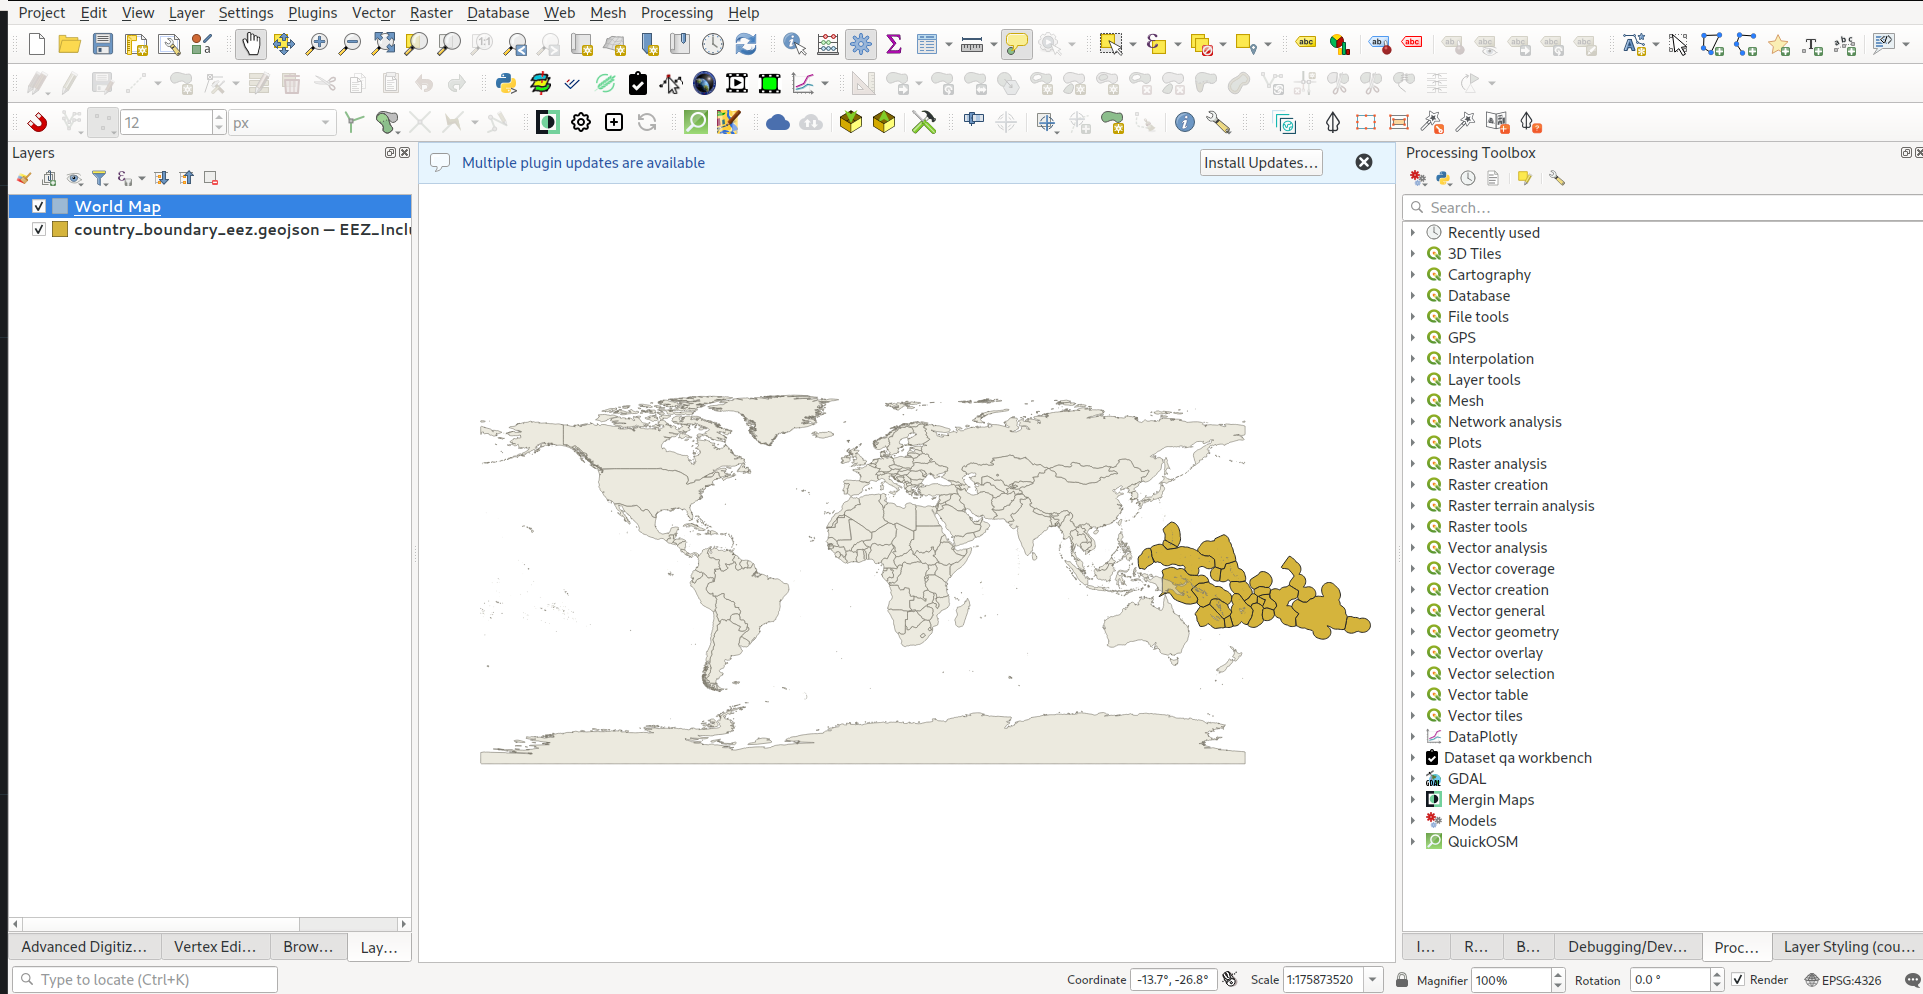 Project Edit View Layer Settings Plugins Vector Raster Database Web Mesh Processing Help
12 px
Layers
World Map
country_boundary_eez.geojson — EEZ_Incl
Multiple plugin updates are available
Install Updates...
Processing Toolbox
Search...
Recently used
3D Tiles
Cartography
Database
File tools
GPS
Interpolation
Layer tools
Mesh
Network analysis
Plots
Raster analysis
Raster creation
Raster terrain analysis
Raster tools
Vector analysis
Vector coverage
Vector creation
Vector general
Vector geometry
Vector overlay
Vector selection
Vector table
Vector tiles
DataPlotly
Dataset qa workbench
GDAL
Mergin Maps
Models
QuickOSM
Advanced Digitiz... Vertex Edi... Brow... Lay...
I... R... B... Debugging/Dev... Proc... Layer Styling (cou...
Type to locate (Ctrl+K)
Coordinate -13.7°, -26.8° Scale 1:175873520 Magnifier 100% Rotation 0.0 ° Render EPSG:4326